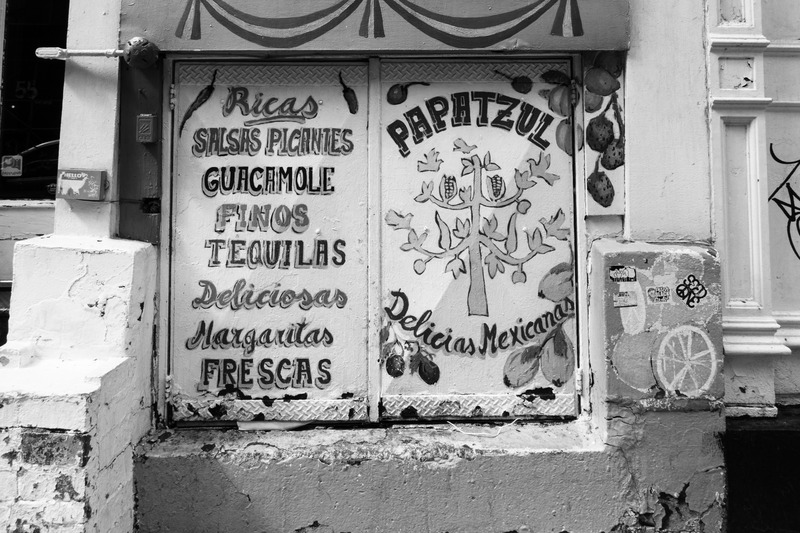 Ricas
SALSAS PICANTES
GUACAMOLE
FINOS
TEQUILAS
Deliciosas
Margaritas
FRESCAS
PAPATZUL
Delicias Mexicanas